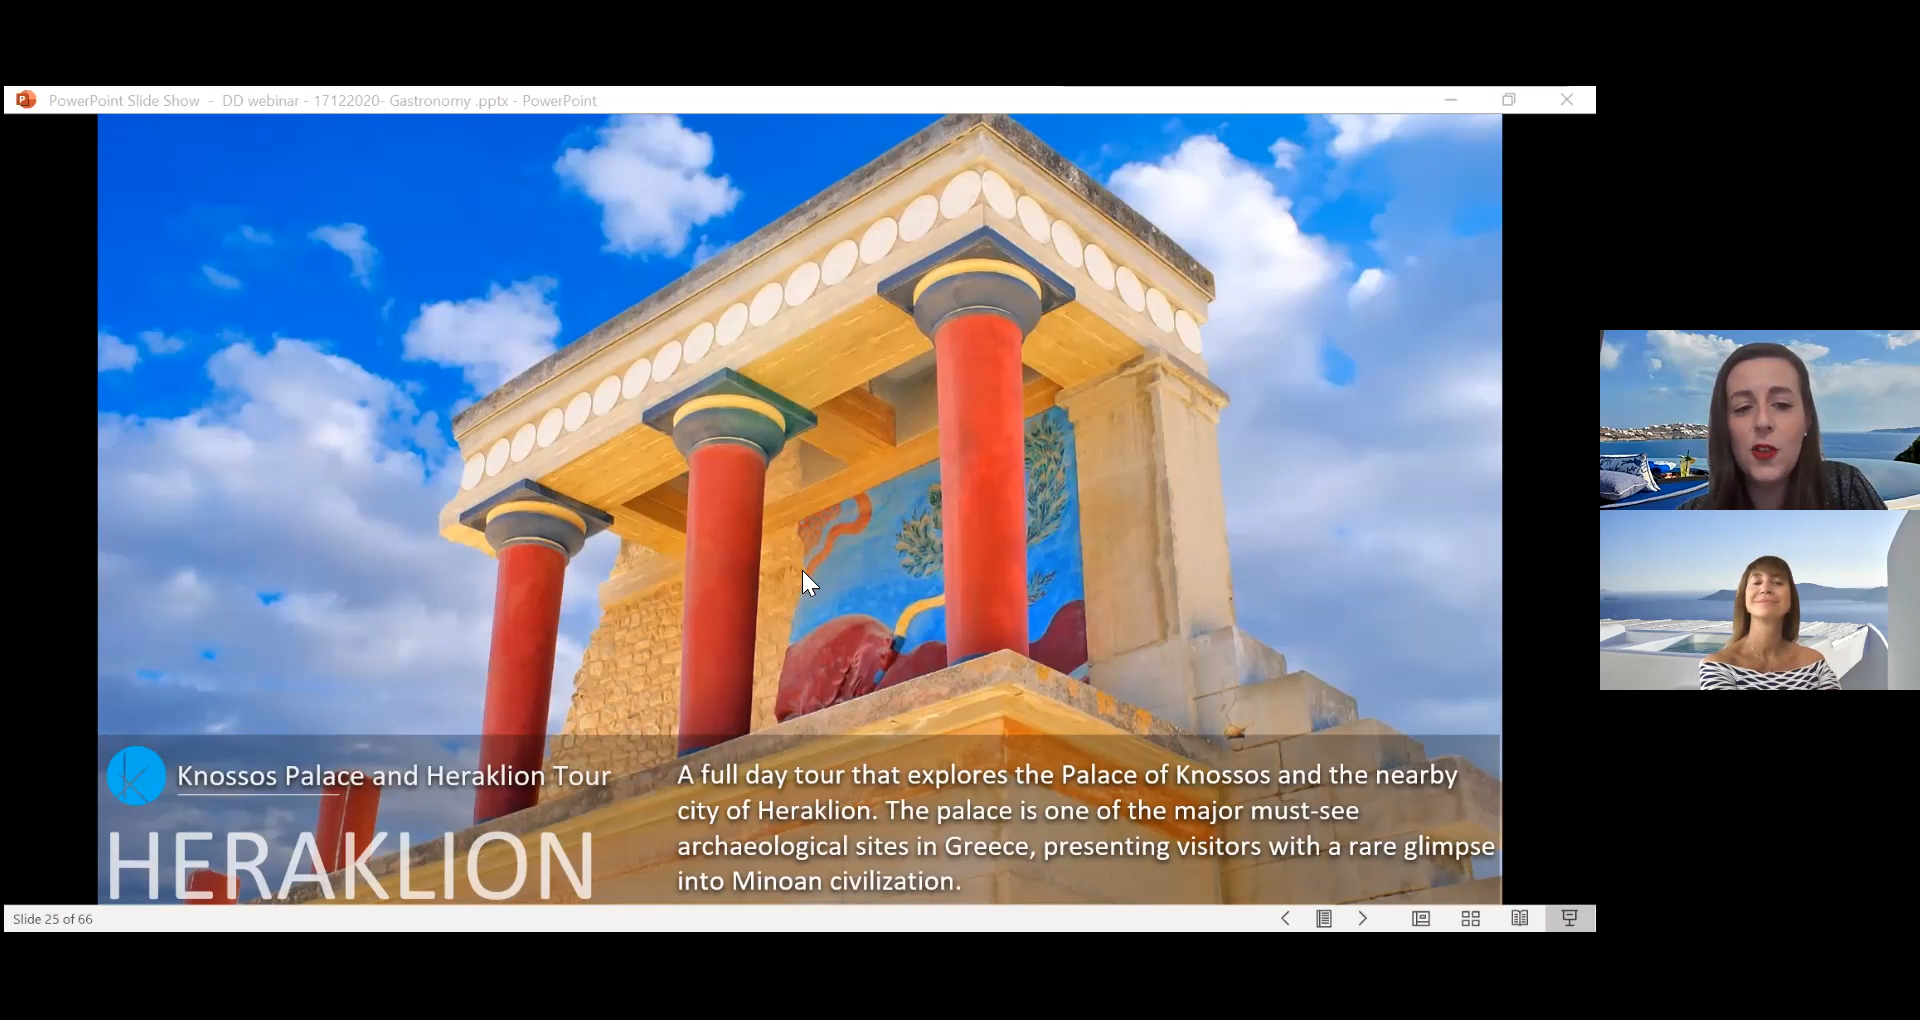 PowerPoint Slide Show - DD webinar - 17122020- Gastronomy .pptx - PowerPoint
Knossos Palace and Heraklion Tour
HERAKLION
A full day tour that explores the Palace of Knossos and the nearby
city of Heraklion. The palace is one of the major must-see
archaeological sites in Greece, presenting visitors with a rare glimpse
into Minoan civilization.
Slide 25 of 66